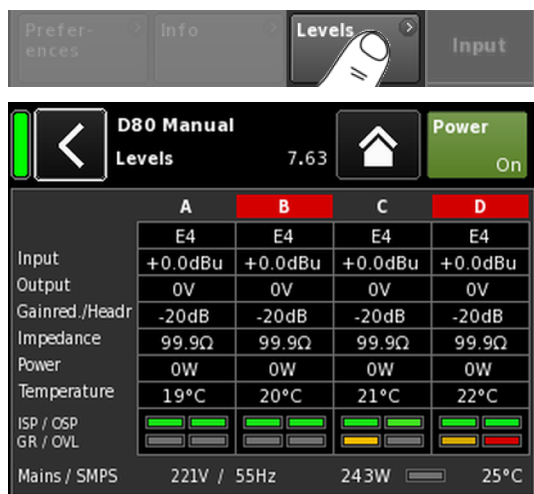 Prefer- Info Levels Input
ences
D80 Manual Power
Levels 7.63 On
A B C D
E4 E4 E4 E4
Input +0.0dBu +0.0dBu +0.0dBu +0.0dBu
Output 0V 0V 0V 0V
Gainred./Headr -20dB -20dB -20dB -20dB
Impedance 99.9Ω 99.9Ω 99.9Ω 99.9Ω
Power 0W 0W 0W 0W
Temperature 19°C 20°C 21°C 22°C
ISP / OSP
GR / OVL
Mains / SMPS 221V / 55Hz 243W 25°C